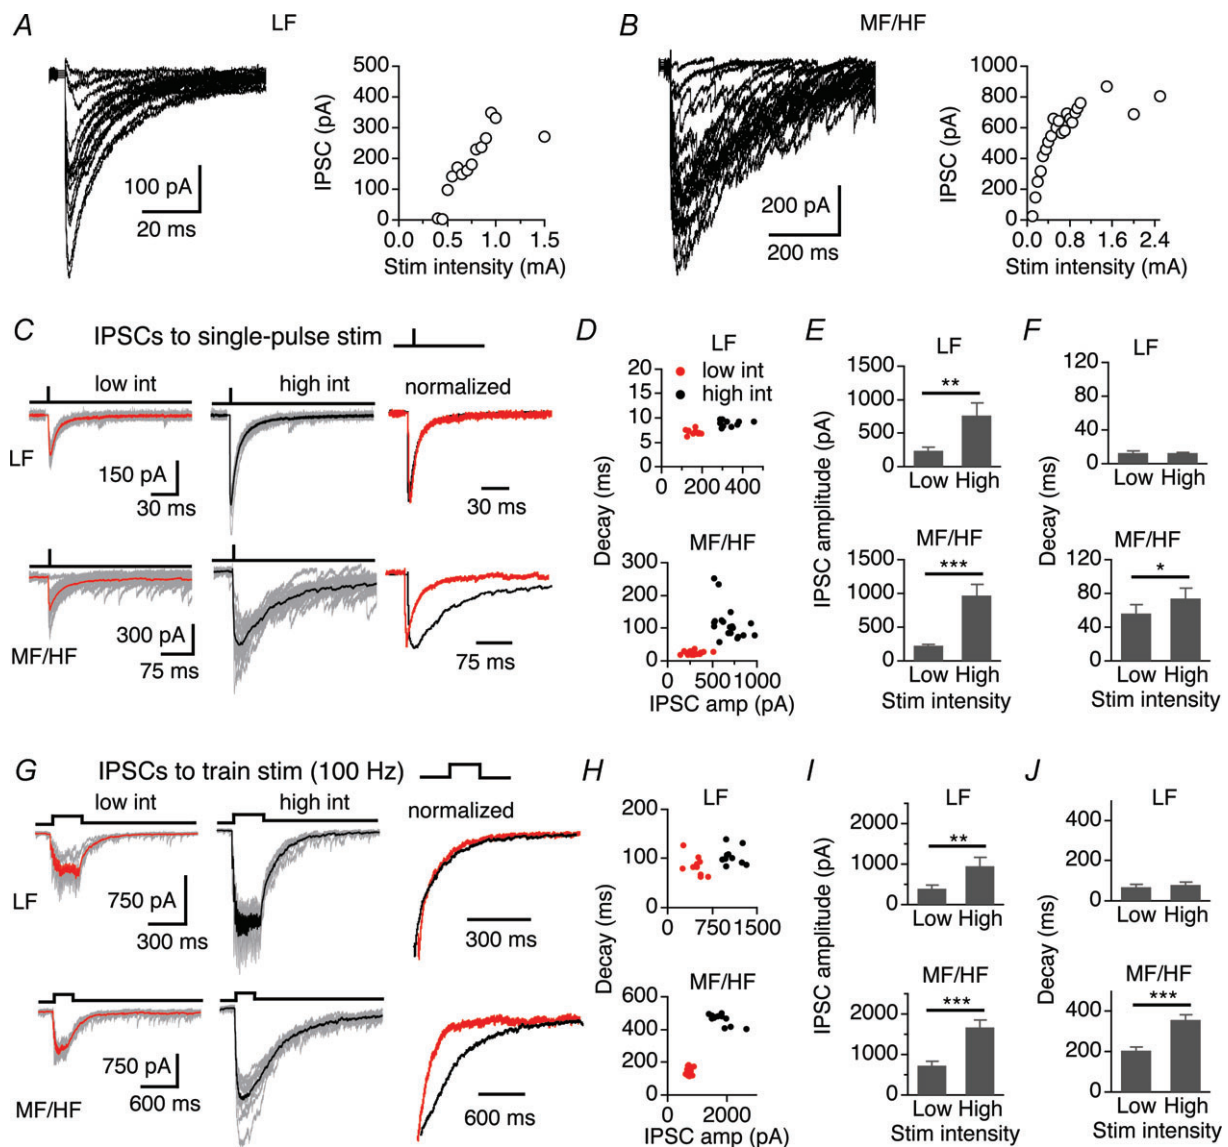 A
LF
B
MF/HF
IPSC (pA)
500
400
300
200
100
0
0.0
0.5
1.0
1.5
Stim intensity (mA)
100 pA
20 ms
IPSC (pA)
1000
800
600
400
200
0
0.0
0.8
1.6
2.4
Stim intensity (mA)
200 pA
200 ms
C
IPSCs to single-pulse stim
low int
high int
normalized
LF
150 pA
30 ms
30 ms
MF/HF
300 pA
75 ms
75 ms
D
LF
low int
high int
20
15
10
5
0
0
200
400
Decay (ms)
MF/HF
300
200
100
0
0
500
1000
IPSC amp (pA)
E
LF
1500
1000
500
0
**
Low High
IPSC amplitude (pA)
MF/HF
1500
1000
500
0
***
Low High
Stim intensity
F
LF
120
80
40
0
Low High
Decay (ms)
MF/HF
120
80
40
0
*
Low High
Stim intensity
G
IPSCs to train stim (100 Hz)
low int
high int
normalized
LF
750 pA
300 ms
300 ms
MF/HF
750 pA
600 ms
600 ms
H
LF
200
100
0
0
750
1500
Decay (ms)
MF/HF
600
400
200
0
0
2000
IPSC amp (pA)
I
LF
2000
1000
0
**
Low High
IPSC amplitude (pA)
MF/HF
2000
1000
0
***
Low High
Stim intensity
J
LF
400
200
0
Low High
Decay (ms)
MF/HF
400
200
0
***
Low High
Stim intensity